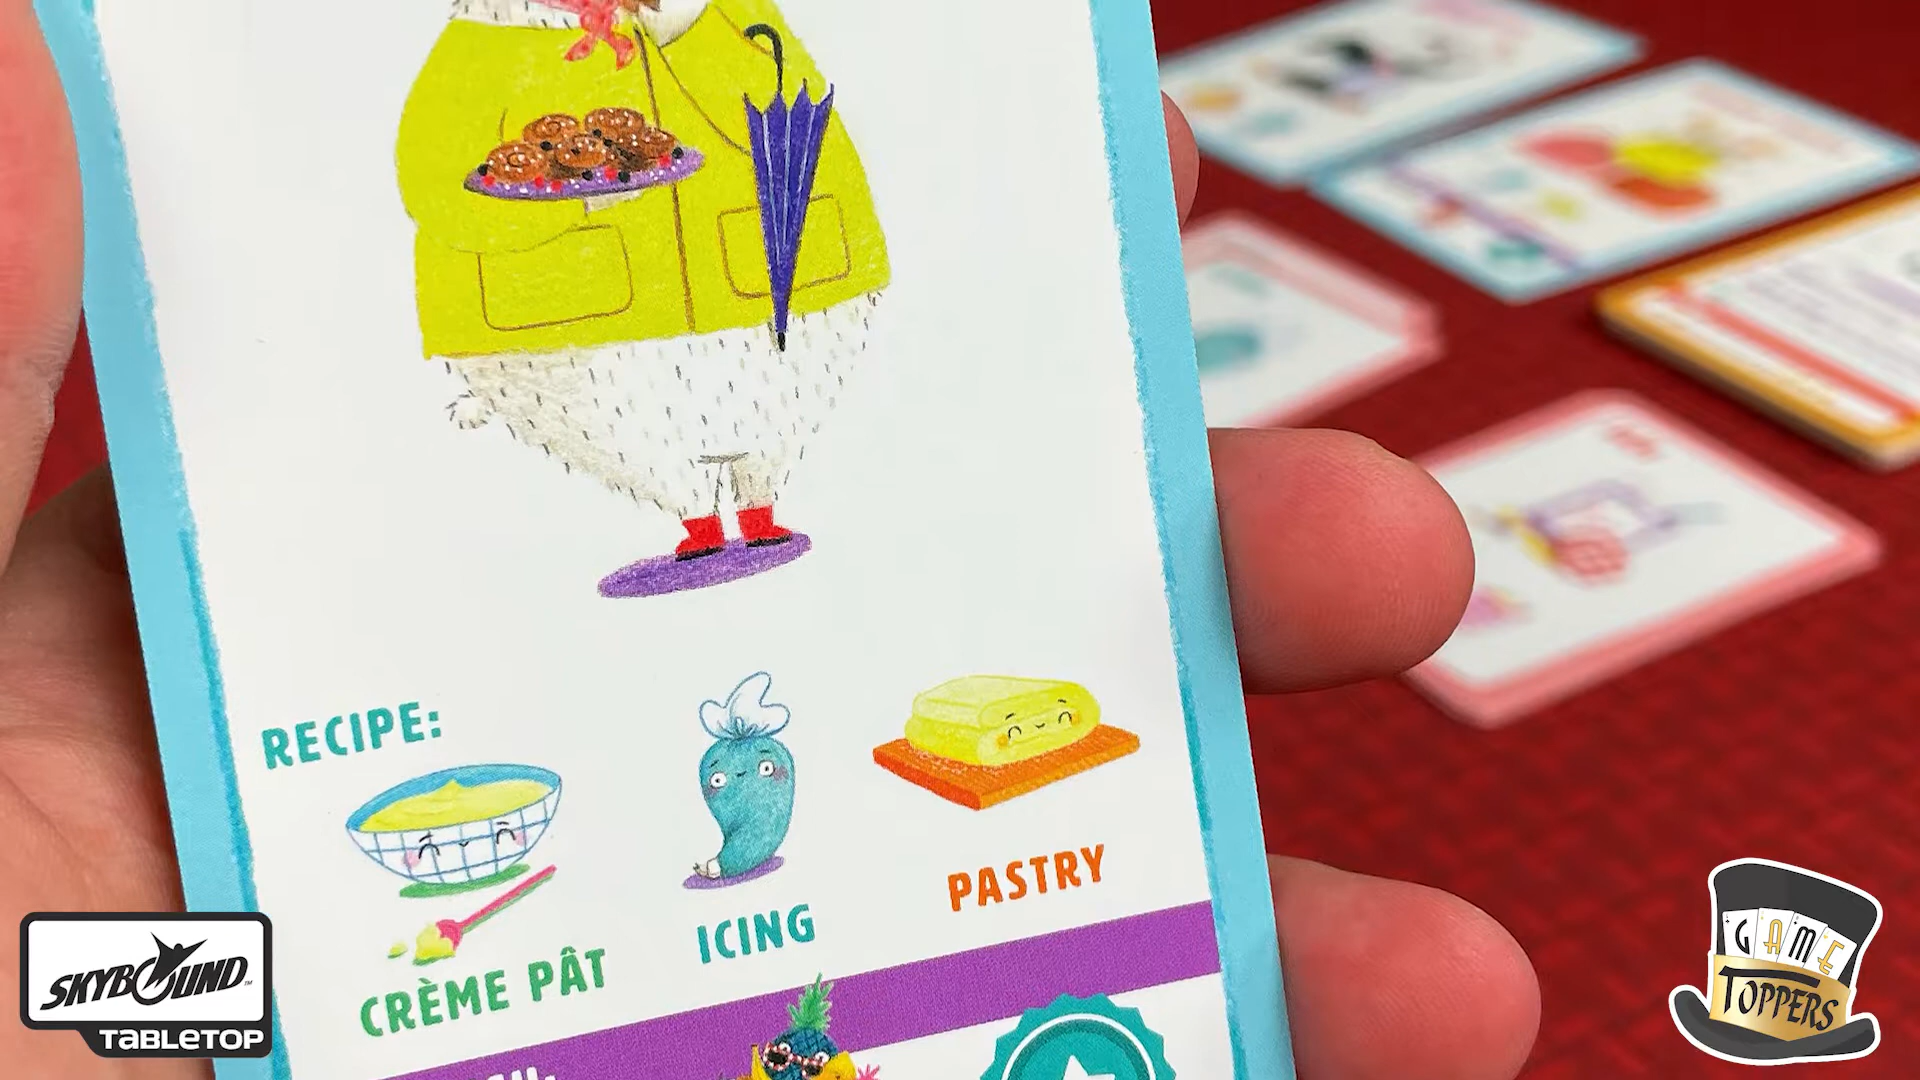 RECIPE:
CRÈME PÂT
ICING
PASTRY
SKYBOUND
TABLETOP
GAME
TOPPERS